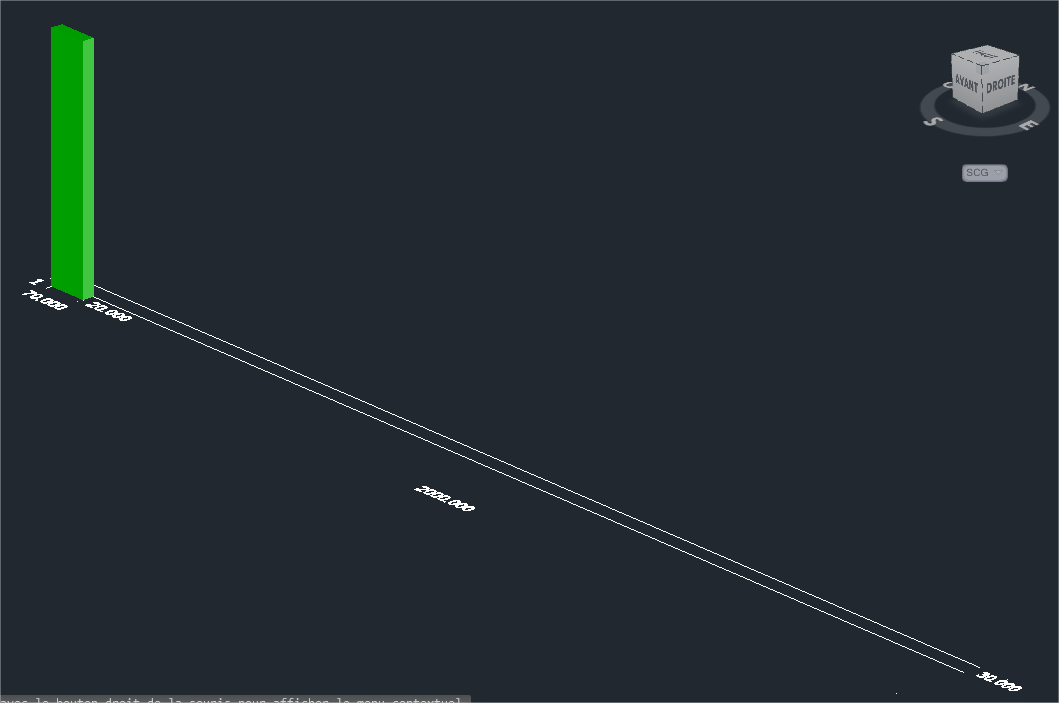 AVANT
DROITE
N
S
E
SCG
1
70.000
20.000
2000.000
30.000
avec le bouton droit de la souris pour afficher le menu contextuel